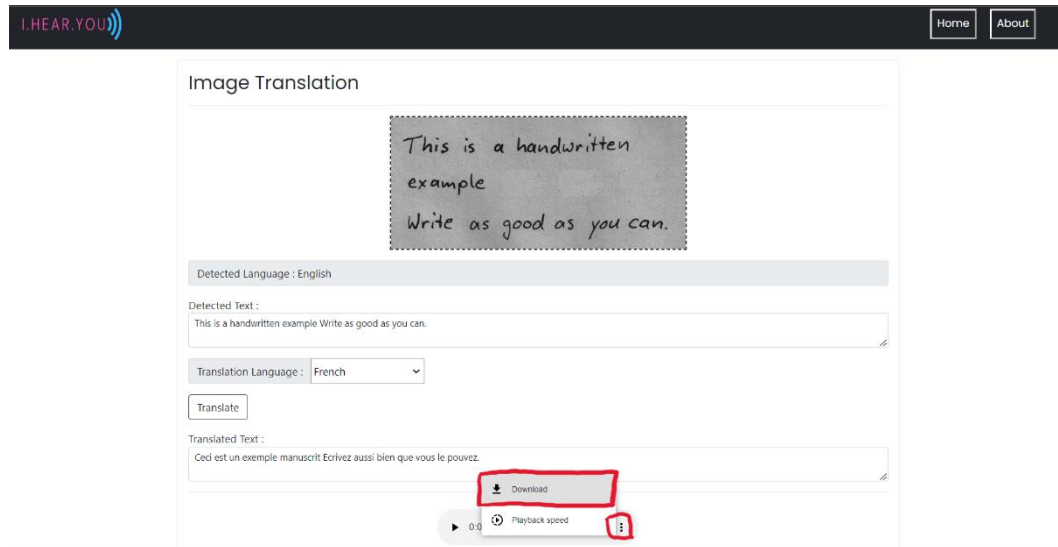 I.HEAR.YOU
Home
About
Image Translation
This is a handwritten
example
Write as good as you can.
Detected Language : English
Detected Text :
This is a handwritten example Write as good as you can.
Translation Language : French
Translate
Translated Text :
Ceci est un exemple manuscrit Ecrivez aussi bien que vous le pouvez.
Download
Playback speed